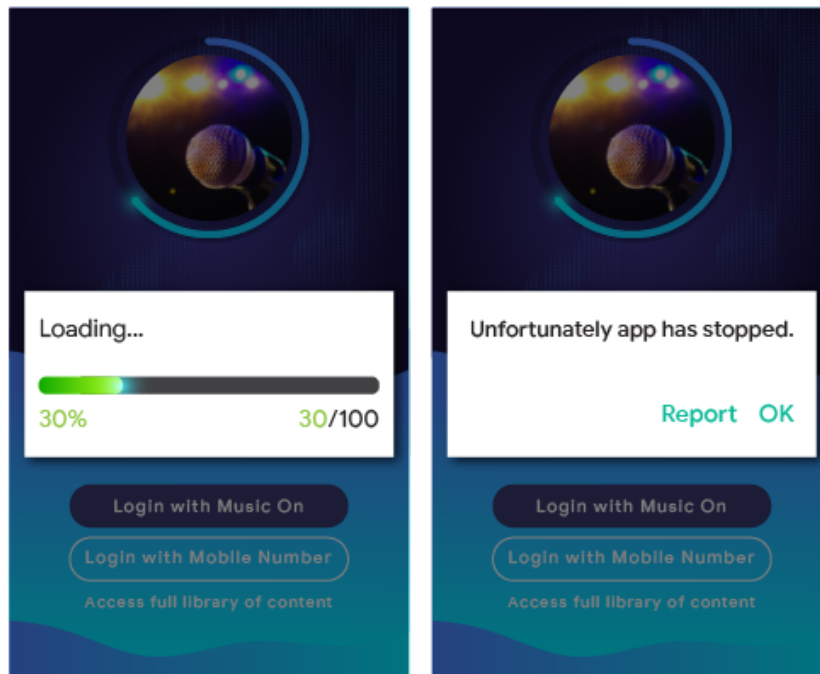 Loading...
30%
30/100
Login with Music On
Login with Mobile Number
Access full library of content
Unfortunately app has stopped.
Report OK
Login with Music On
Login with Mobile Number
Access full library of content